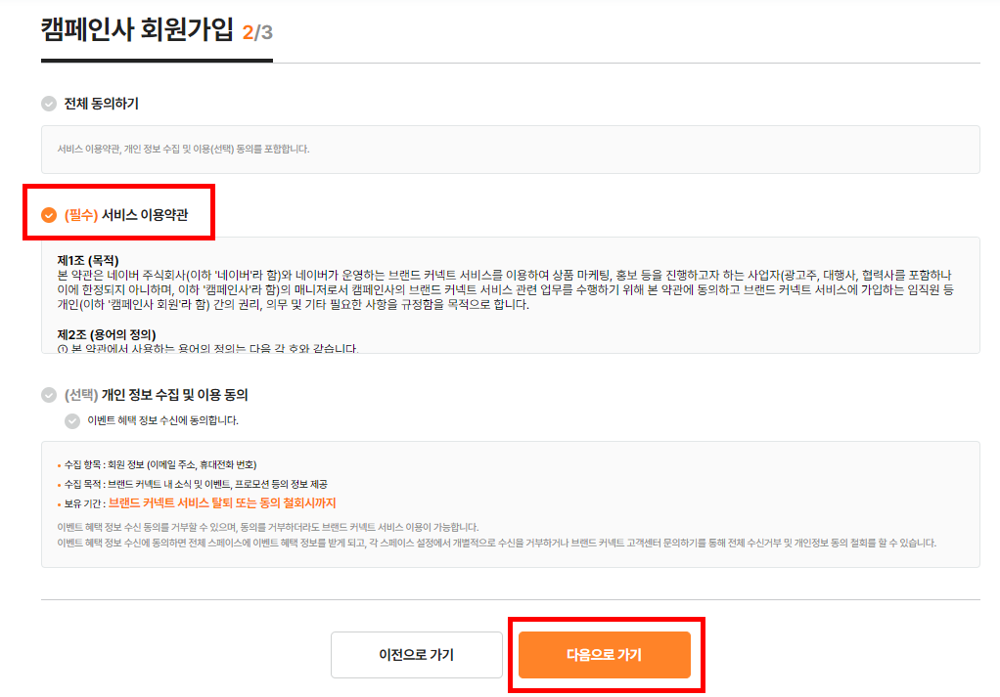 캠페인사 회원가입 2/3
전체 동의하기
서비스 이용약관, 개인 정보 수집 및 이용(선택) 동의를 포함합니다.
(필수) 서비스 이용약관
제1조 (목적)
본 약관은 네이버 주식회사(이하 '네이버'라 함)와 네이버가 운영하는 브랜드 커넥트 서비스를 이용하여 상품 마케팅, 홍보 등을 진행하고자 하는 사업자(광고주, 대행사, 협력사를 포함하나
이에 한정되지 아니하며, 이하 '캠페인사'라 함)의 매니저로서 캠페인사의 브랜드 커넥트 서비스 관련 업무를 수행하기 위해 본 약관에 동의하고 브랜드 커넥트 서비스에 가입하는 임직원 등
개인(이하 '캠페인사 회원'라 함) 간의 권리, 의무 및 기타 필요한 사항을 규정함을 목적으로 합니다.
제2조 (용어의 정의)
① 본 약관에서 사용하는 용어의 정의는 다음 각 호와 같습니다.
(선택) 개인 정보 수집 및 이용 동의
이벤트 혜택 정보 수신에 동의합니다.
• 수집 항목 : 회원 정보 (이메일 주소, 휴대전화 번호)
• 수집 목적 : 브랜드 커넥트 내 소식 및 이벤트, 프로모션 등의 정보 제공
• 보유 기간 : 브랜드 커넥트 서비스 탈퇴 또는 동의 철회시까지
이벤트 혜택 정보 수신 동의를 거부할 수 있으며, 동의를 거부하더라도 브랜드 커넥트 서비스 이용이 가능합니다.
이벤트 혜택 정보 수신에 동의하면 전체 스페이스에 이벤트 혜택 정보를 받게 되고, 각 스페이스 설정에서 개별적으로 수신을 거부하거나 브랜드 커넥트 고객센터 문의하기를 통해 전체 수신거부 및 개인정보 동의 철회를 할 수 있습니다.
이전으로 가기
다음으로 가기